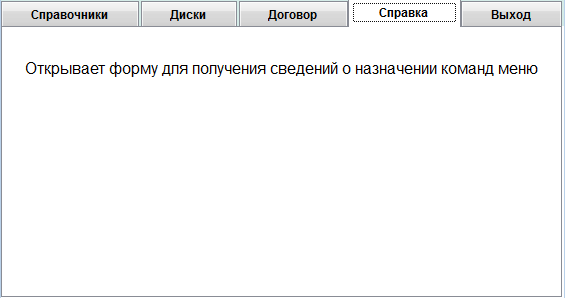 Справочники Диски Договор Справка Выход
Открывает форму для получения сведений о назначении команд меню